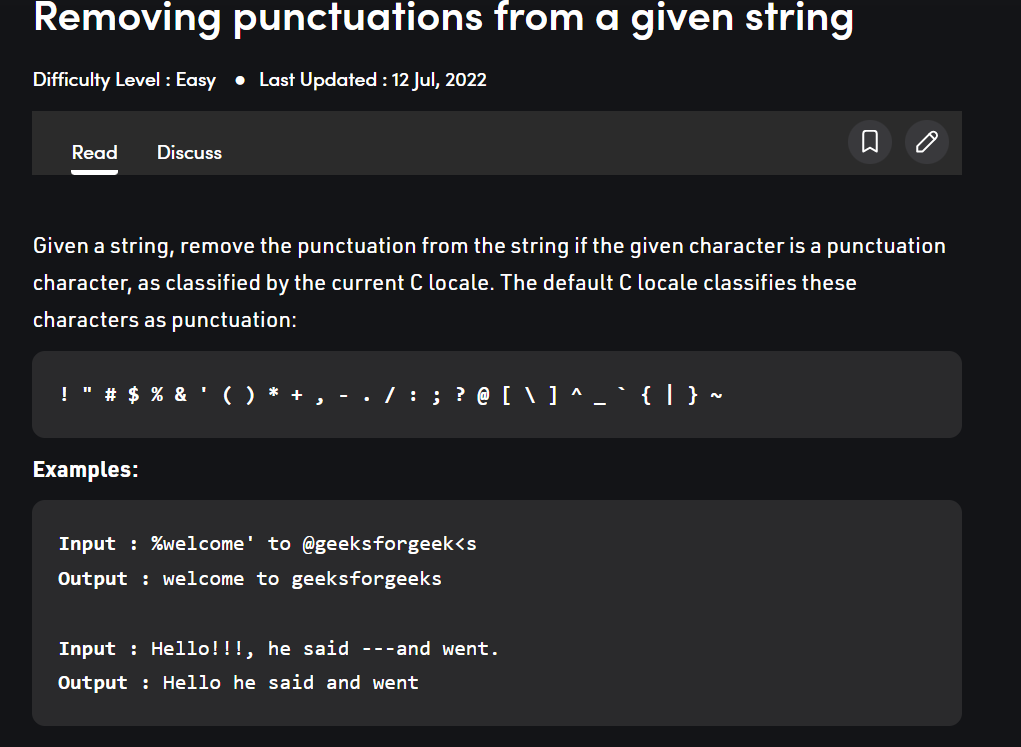 Removing punctuations from a given string
Difficulty Level : Easy ● Last Updated : 12 Jul, 2022
Read Discuss
Given a string, remove the punctuation from the string if the given character is a punctuation
character, as classified by the current C locale. The default C locale classifies these
characters as punctuation:
! " # $ % & ' ( ) * + , - . / : ; ? @ [ \ ] ^ _ ` { | } ~
Examples:
Input : %welcome' to @geeksforgeek<s
Output : welcome to geeksforgeeks
Input : Hello!!!, he said ---and went.
Output : Hello he said and went